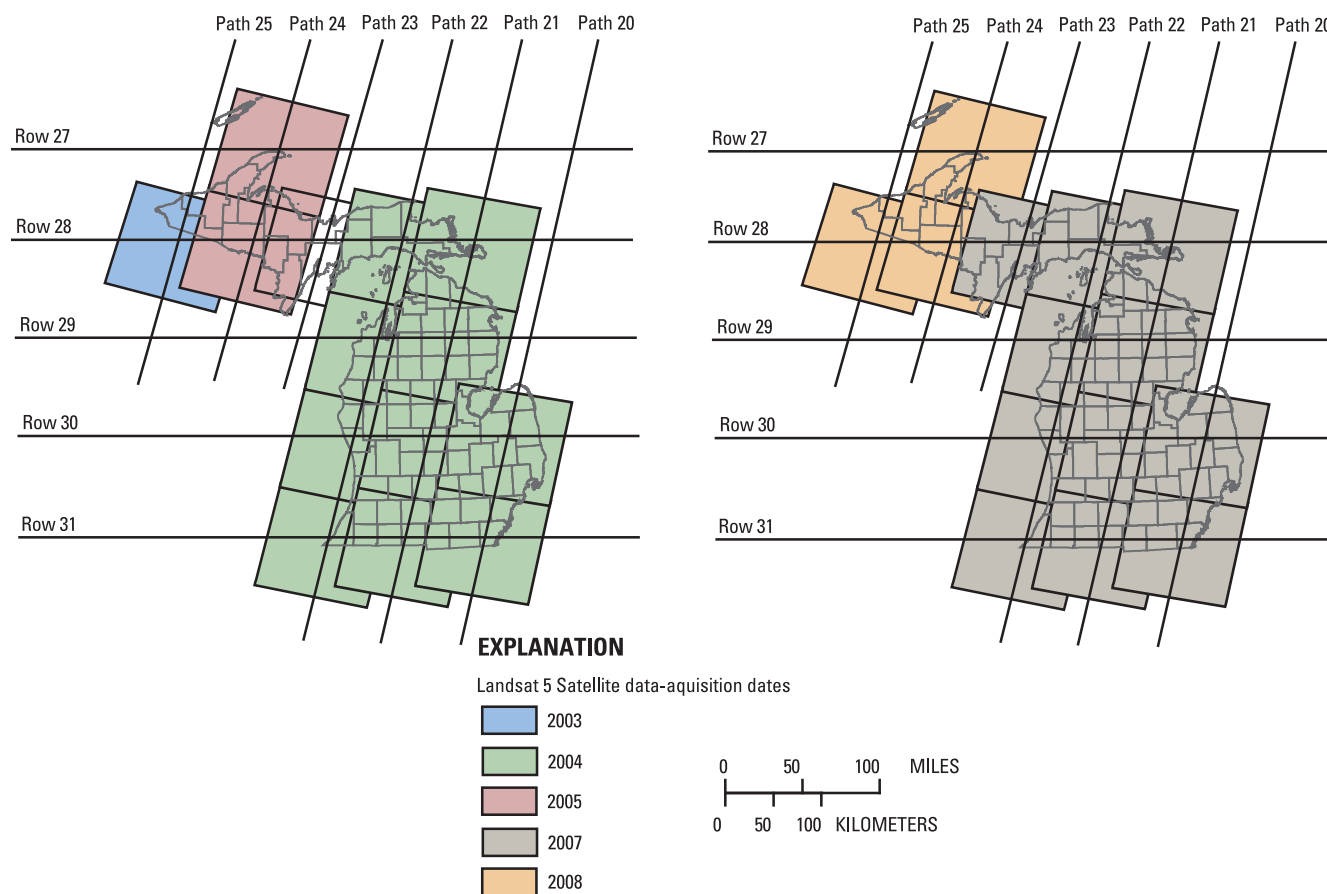 Path 25 Path 24 Path 23 Path 22 Path 21 Path 20
Row 27
Row 28
Row 29
Row 30
Row 31
Path 25 Path 24 Path 23 Path 22 Path 21 Path 20
Row 27
Row 28
Row 29
Row 30
Row 31
EXPLANATION
Landsat 5 Satellite data-aquisition dates
2003
2004
2005
2007
2008
0 50 100 MILES
0 50 100 KILOMETERS